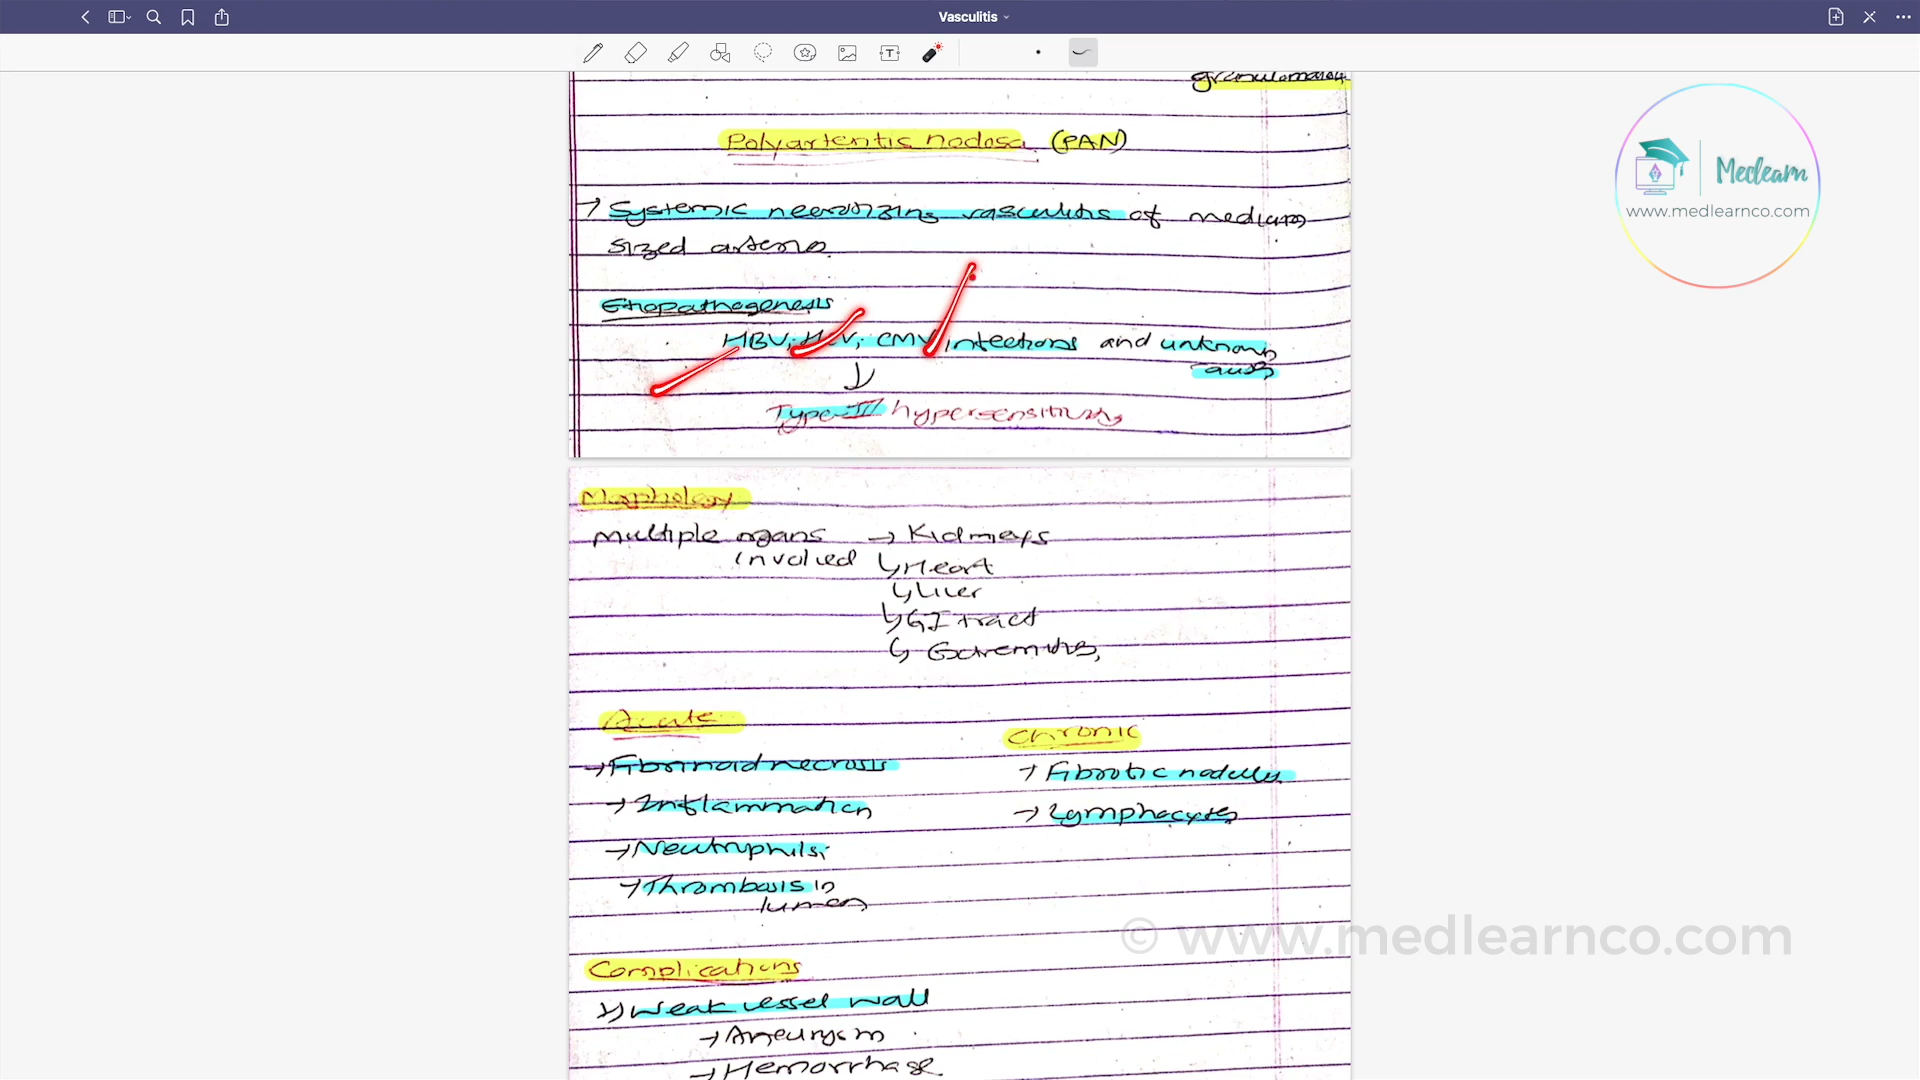 Vasculitis
granulomatous
Polyarteritis nodosa (PAN)
→ Systemic necrotizing vasculitis of medium
sized arteries.
Etiopathogenesis
HBV, HCV, CMV infections and unknown
Type-III hypersensitivity
Morphology
Multiple organs → Kidneys
involved ↳ Heart
↳ Liver
↳ GI tract
↳ Extremities,
Acute
Chronic
→ Fibrinoid necrosis
→ Fibrotic nodules
→ Inflammation
→ Lymphocytes
→ Neutrophils;
→ Thrombosis in
lumen
Complications
1) Weak vessel wall
→ Aneurysm
→ Hemorrhage
Medlearn
www.medlearnco.com
© www.medlearnco.com